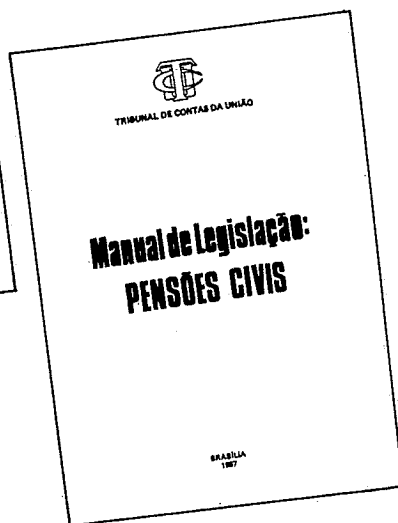 TRIBUNAL DE CONTAS DA UNIÃO
Manual de Legislação:
PENSÕES CIVIS
BRASÍLIA
1987